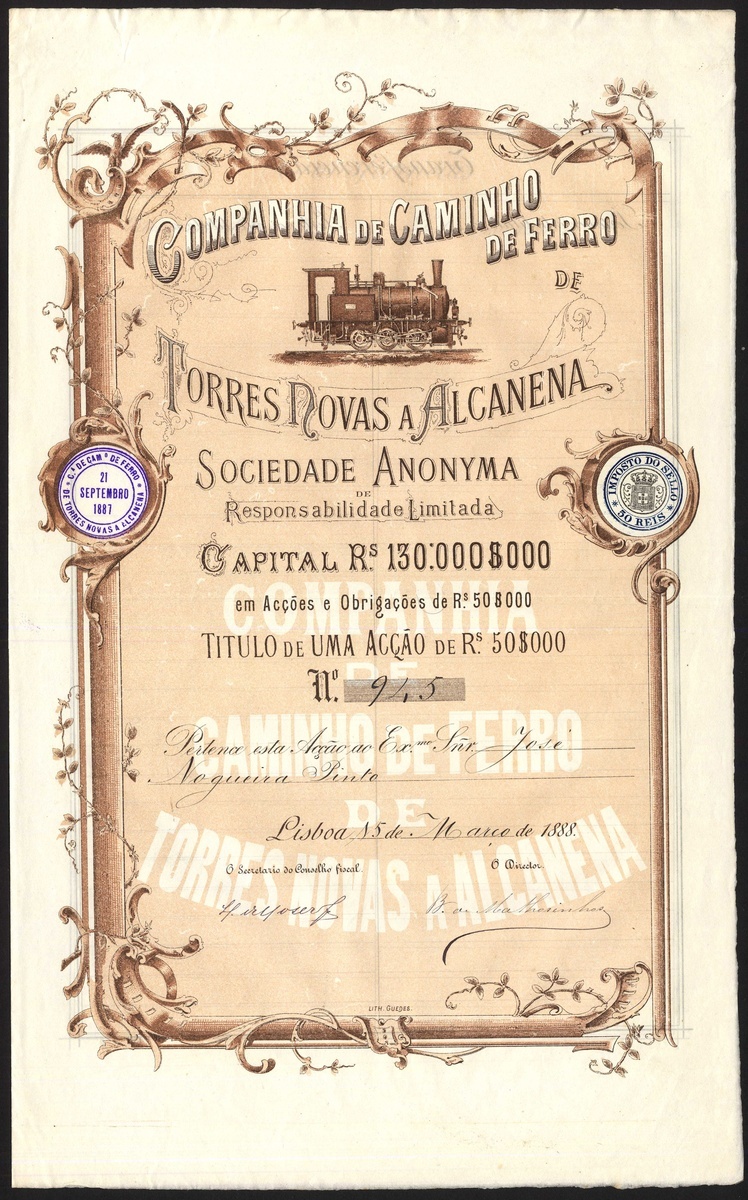 COMPANHIA DE CAMINHO
DE FERRO
DE
TORRES NOVAS A ALCANENA
C.ª DE CAM.º DE FERRO
DE TORRES NOVAS A ALCANENA
21
SEPTEMBRO
1887
IMPOSTO DO SELLO
50 REIS
SOCIEDADE ANONYMA
DE
Responsabilidade Limitada
CAPITAL R.S 130:000$000
em Acções e Obrigações de R.S 50$000
TITULO DE UMA ACÇÃO DE R.S 50$000
N.º 945
Pertence esta Acção ao Ex.mo Sñr. José
Nogueira Pinto
Lisboa 15 de Março de 1888.
O Secretario do Conselho fiscal.
O Director.
COMPANHIA
DE
CAMINHO DE FERRO
DE
TORRES NOVAS A ALCANENA
LITH. GUEDES.